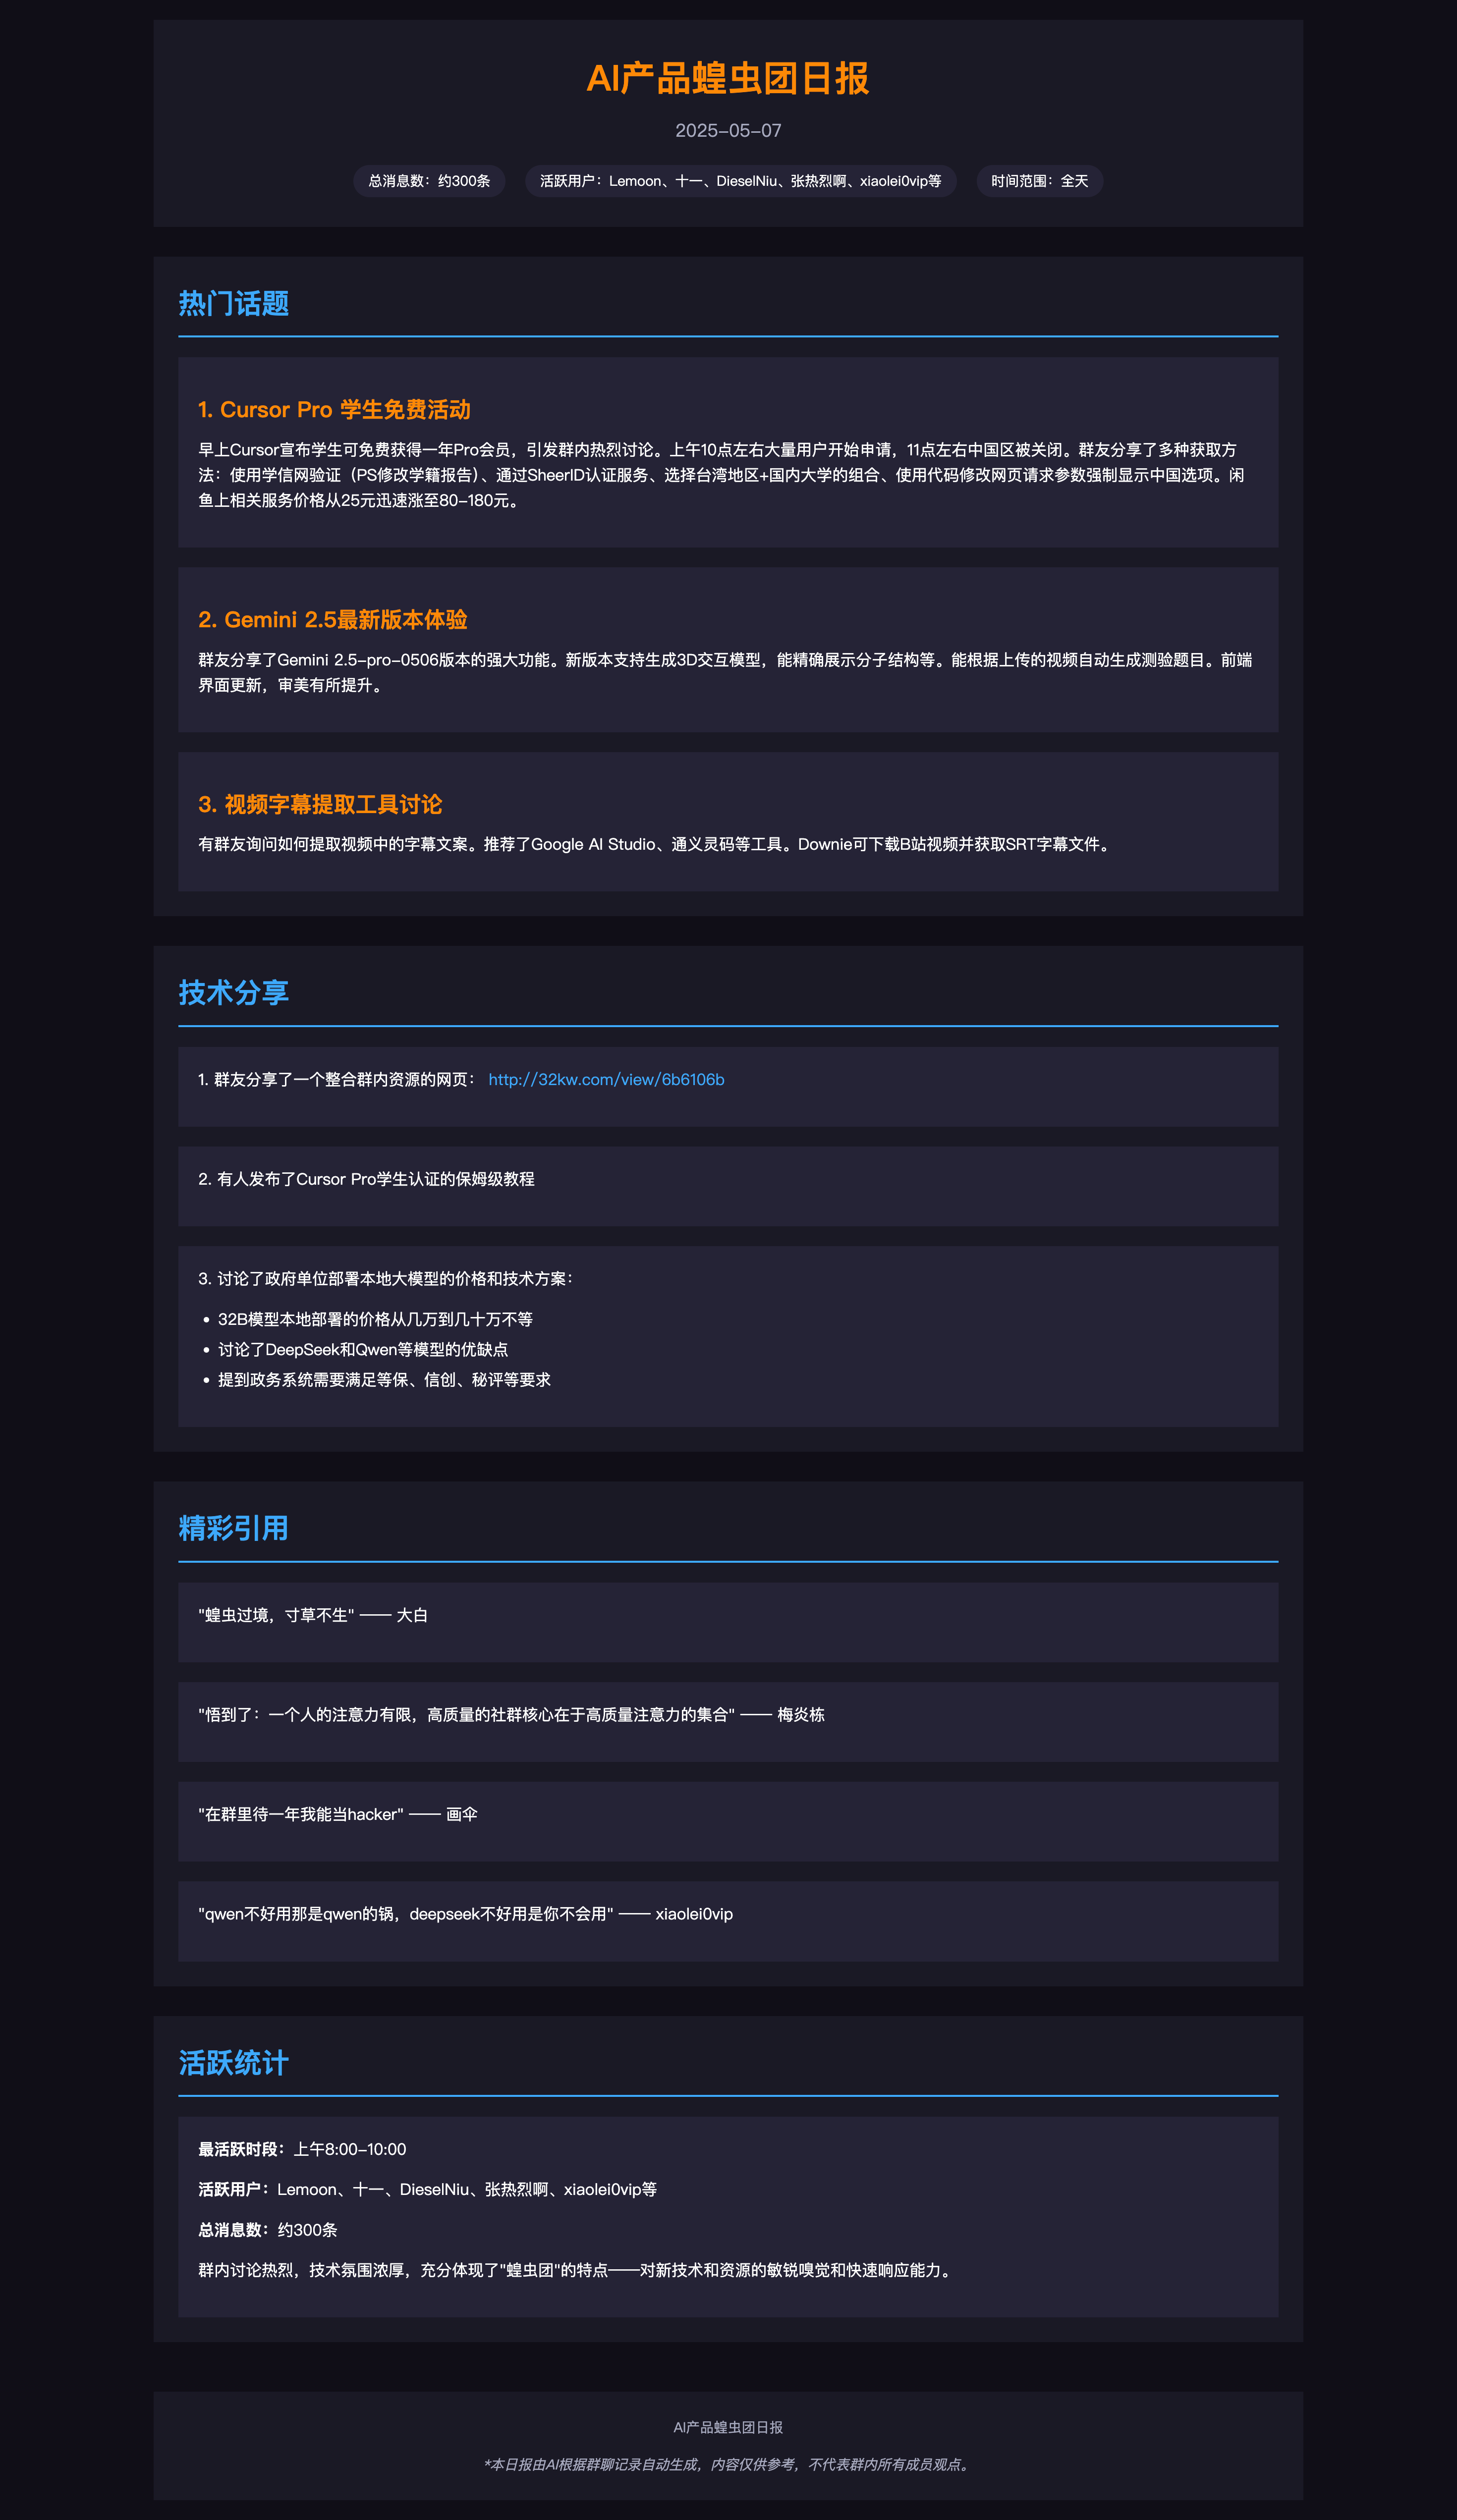 AI产品蝗虫团日报
2025-05-07
总消息数：约300条
活跃用户：Lemoon、十一、DieselNiu、张热烈啊、xiaolei0vip等
时间范围：全天
热门话题
1. Cursor Pro 学生免费活动
早上Cursor宣布学生可免费获得一年Pro会员，引发群内热烈讨论。上午10点左右大量用户开始申请，11点左右中国区被关闭。群友分享了多种获取方
法：使用学信网验证（PS修改学籍报告）、通过SheerID认证服务、选择台湾地区+国内大学的组合、使用代码修改网页请求参数强制显示中国选项。闲
鱼上相关服务价格从25元迅速涨至80-180元。
2. Gemini 2.5最新版本体验
群友分享了Gemini 2.5-pro-0506版本的强大功能。新版本支持生成3D交互模型，能精确展示分子结构等。能根据上传的视频自动生成测验题目。前端
界面更新，审美有所提升。
3. 视频字幕提取工具讨论
有群友询问如何提取视频中的字幕文案。推荐了Google AI Studio、通义灵码等工具。Downie可下载B站视频并获取SRT字幕文件。
技术分享
1. 群友分享了一个整合群内资源的网页： http://32kw.com/view/6b6106b
2. 有人发布了Cursor Pro学生认证的保姆级教程
3. 讨论了政府单位部署本地大模型的价格和技术方案：
• 32B模型本地部署的价格从几万到几十万不等
• 讨论了DeepSeek和Qwen等模型的优缺点
• 提到政务系统需要满足等保、信创、秘评等要求
精彩引用
"蝗虫过境，寸草不生" —— 大白
"悟到了：一个人的注意力有限，高质量的社群核心在于高质量注意力的集合" —— 梅炎栋
"在群里待一年我能当hacker" —— 画伞
"qwen不好用那是qwen的锅，deepseek不好用是你不会用" —— xiaolei0vip
活跃统计
最活跃时段：上午8:00-10:00
活跃用户：Lemoon、十一、DieselNiu、张热烈啊、xiaolei0vip等
总消息数：约300条
群内讨论热烈，技术氛围浓厚，充分体现了"蝗虫团"的特点——对新技术和资源的敏锐嗅觉和快速响应能力。
AI产品蝗虫团日报
*本日报由AI根据群聊记录自动生成，内容仅供参考，不代表群内所有成员观点。